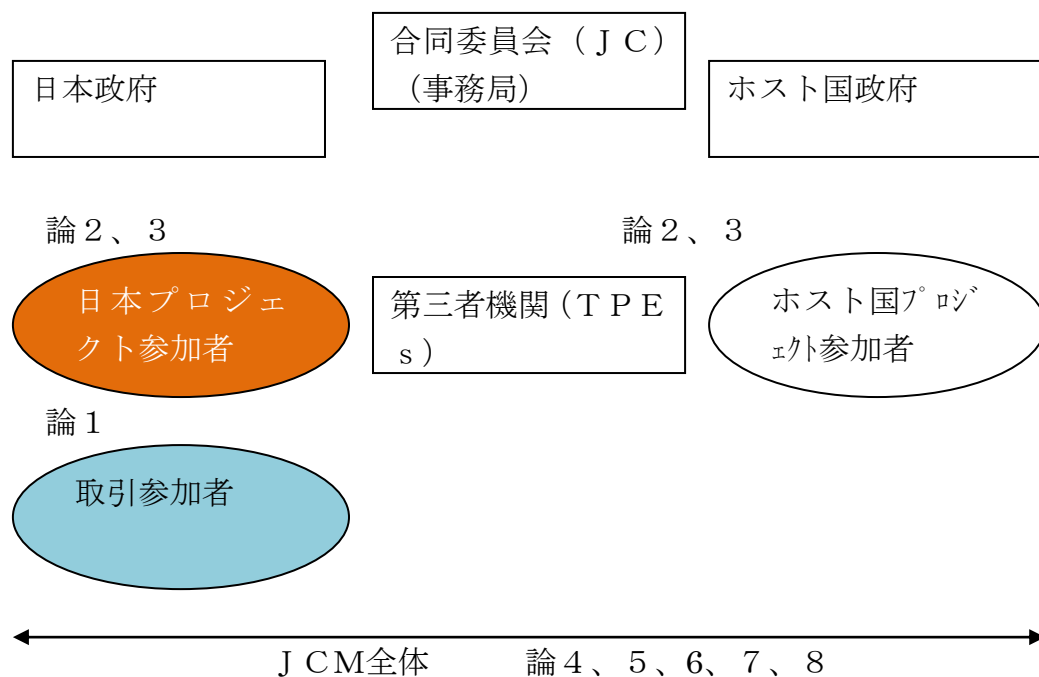 合同委員会（ＪＣ）
（事務局）
日本政府
ホスト国政府
論２、３
論２、３
日本プロジェ
クト参加者
第三者機関（ＴＰＥ
ｓ）
ホスト国ﾌﾟﾛｼﾞ
ｪｸﾄ参加者
論１
取引参加者
ＪＣＭ全体　　論４、５、６、７、８